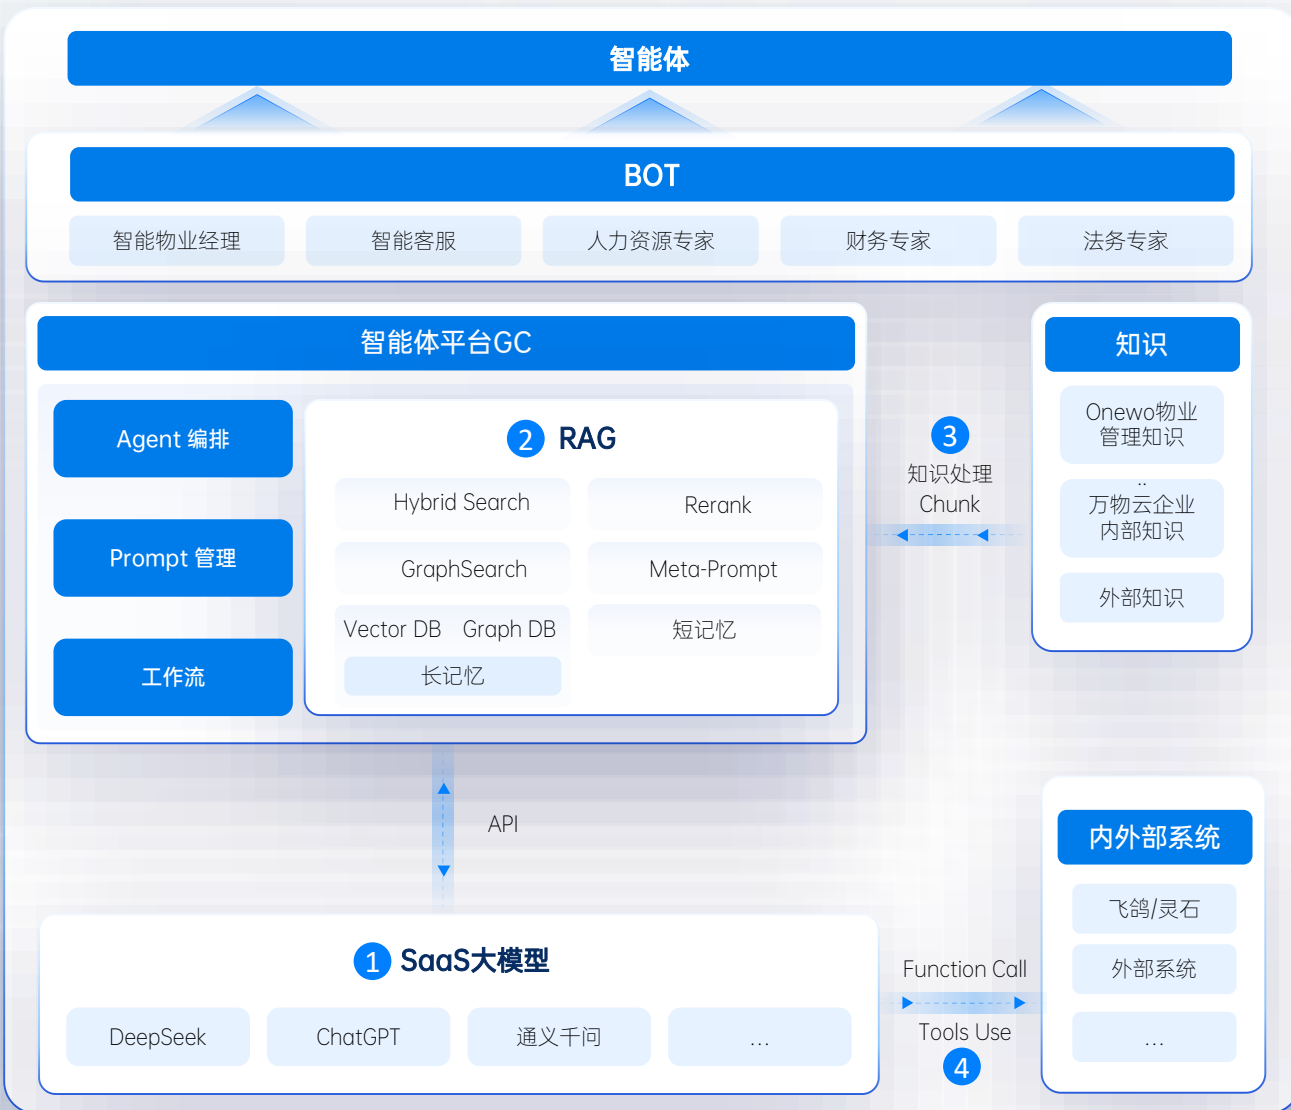 智能体
BOT
智能物业经理
智能客服
人力资源专家
财务专家
法务专家
智能体平台GC
Agent 编排
Prompt 管理
工作流
2 RAG
Hybrid Search
Rerank
GraphSearch
Meta-Prompt
Vector DB Graph DB
短记忆
长记忆
3
知识处理
Chunk
知识
Onewo物业
管理知识
..
万物云企业
内部知识
外部知识
API
1 SaaS大模型
DeepSeek
ChatGPT
通义千问
...
Function Call
Tools Use
4
内外部系统
飞鸽/灵石
外部系统
...